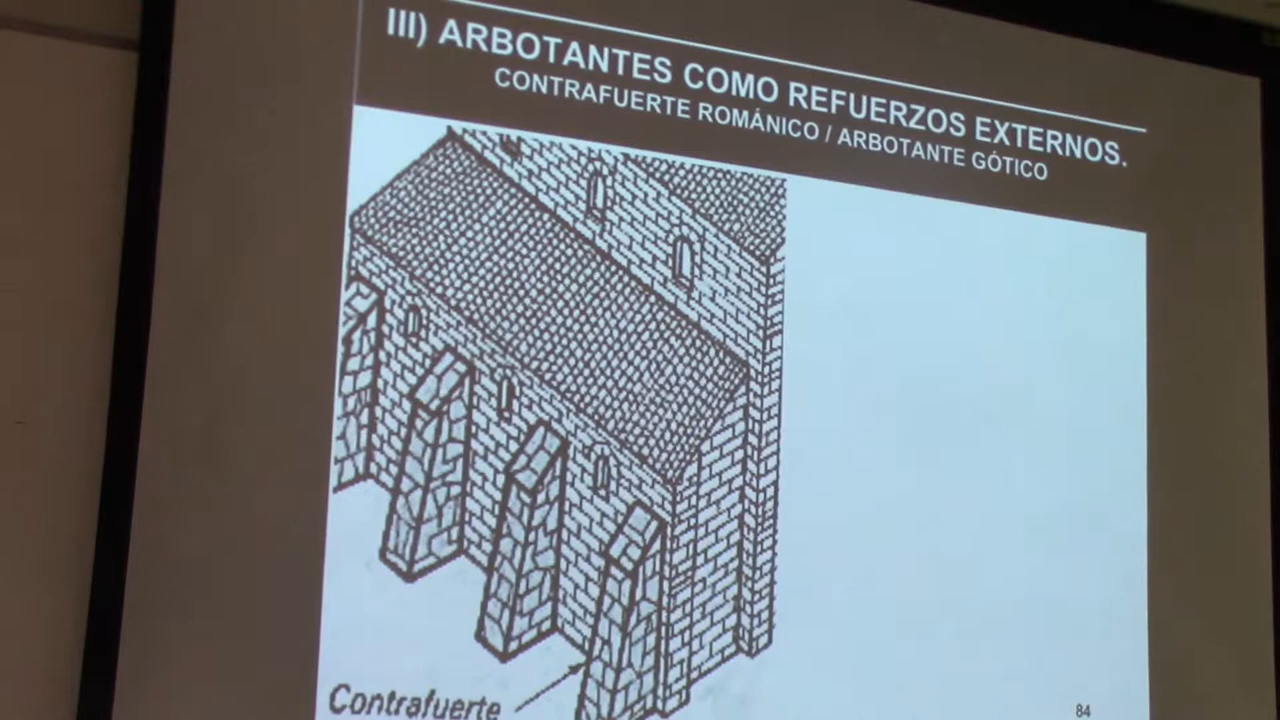 III) ARBOTANTES COMO REFUERZOS EXTERNOS.
CONTRAFUERTE ROMÁNICO / ARBOTANTE GÓTICO
Contrafuerte
84